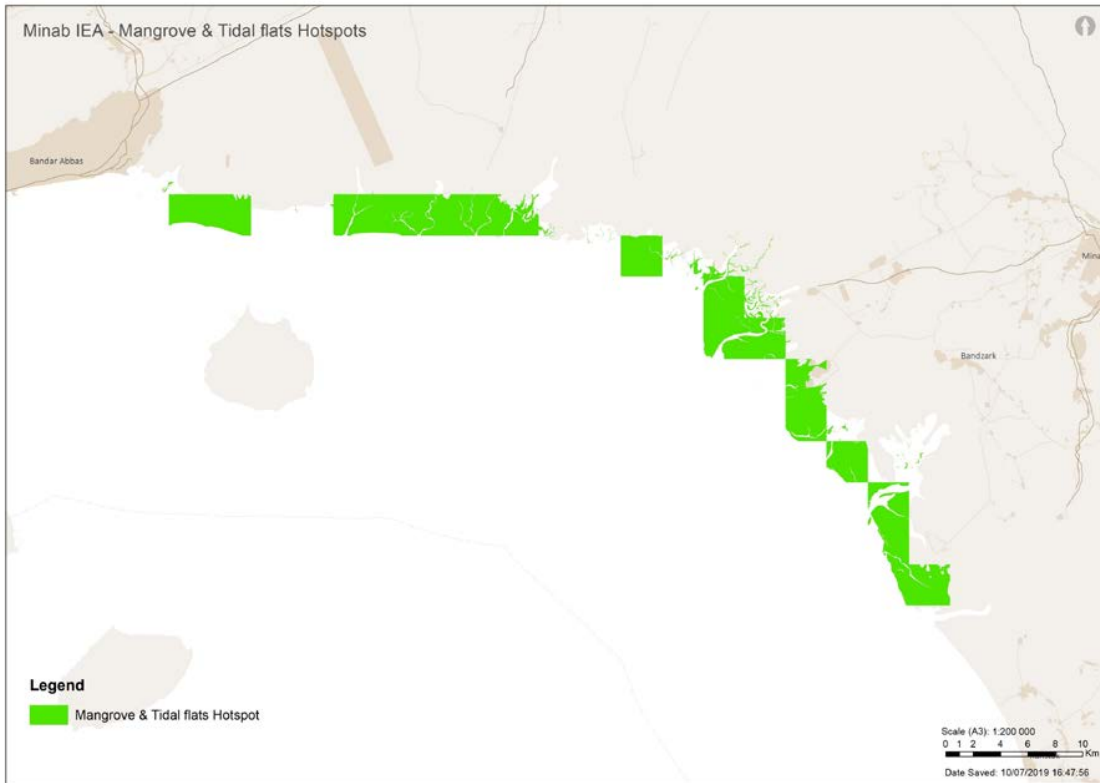 Minab IEA - Mangrove & Tidal flats Hotspots
Bandar Abbas
Mina
Bandzark
Legend
Mangrove & Tidal flats Hotspot
Scale (A3): 1:200 000
0 1 2 4 6 8 10
Km
Date Saved: 10/07/2019 16:47:56